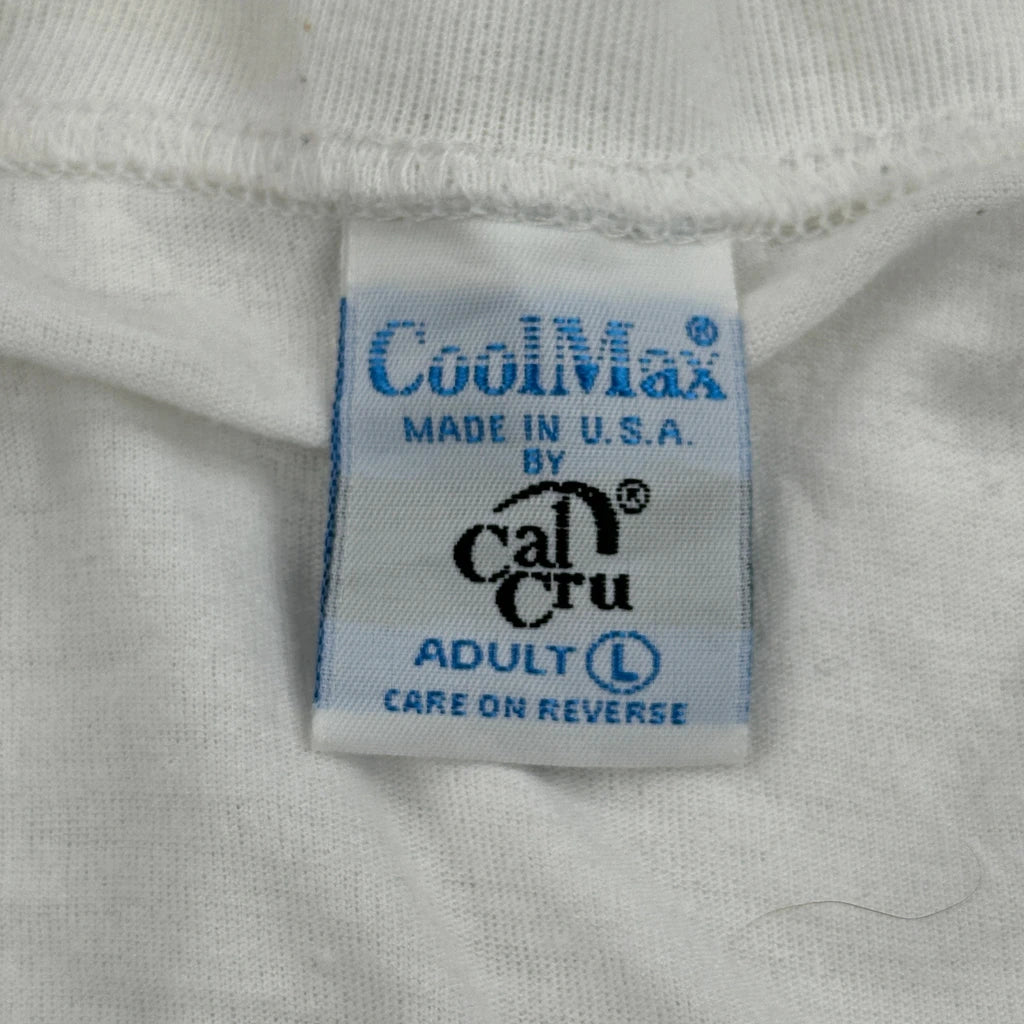 CoolMax®
MADE IN U.S.A.
BY
Cal®
Cru
ADULT L
CARE ON REVERSE